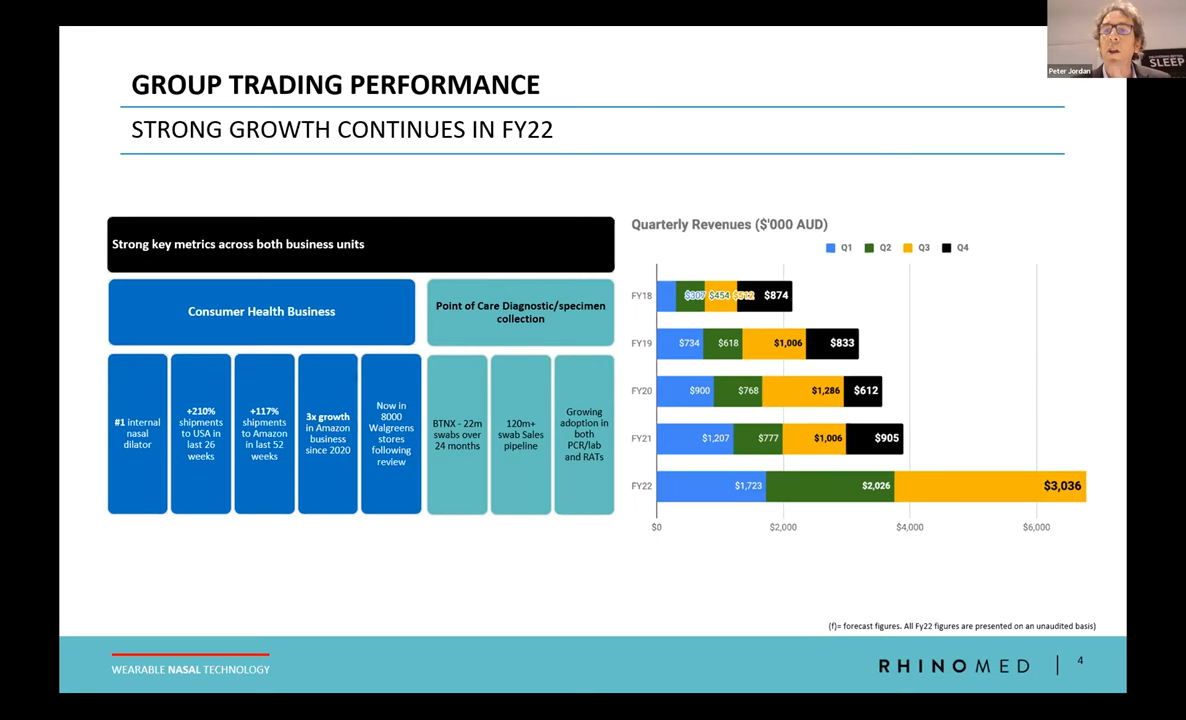 GROUP TRADING PERFORMANCE
STRONG GROWTH CONTINUES IN FY22
Peter Jordan
SLEEP
Strong key metrics across both business units
Consumer Health Business
Point of Care Diagnostic/specimen
collection
#1 internal
nasal
dilator
+210%
shipments
to USA in
last 26
weeks
+117%
shipments
to Amazon
in last 52
weeks
3x growth
in Amazon
business
since 2020
Now in
8000
Walgreens
stores
following
review
BTNX - 22m
swabs over
24 months
120m+
swab Sales
pipeline
Growing
adoption in
both
PCR/lab
and RATs
Quarterly Revenues ($'000 AUD)
Q1 Q2 Q3 Q4
FY18 $307 $454 $512 $874
FY19 $734 $618 $1,006 $833
FY20 $900 $768 $1,286 $612
FY21 $1,207 $777 $1,006 $905
FY22 $1,723 $2,026 $3,036
$0 $2,000 $4,000 $6,000
(f)= forecast figures. All Fy22 figures are presented on an unaudited basis)
WEARABLE NASAL TECHNOLOGY
RHINOMED | 4